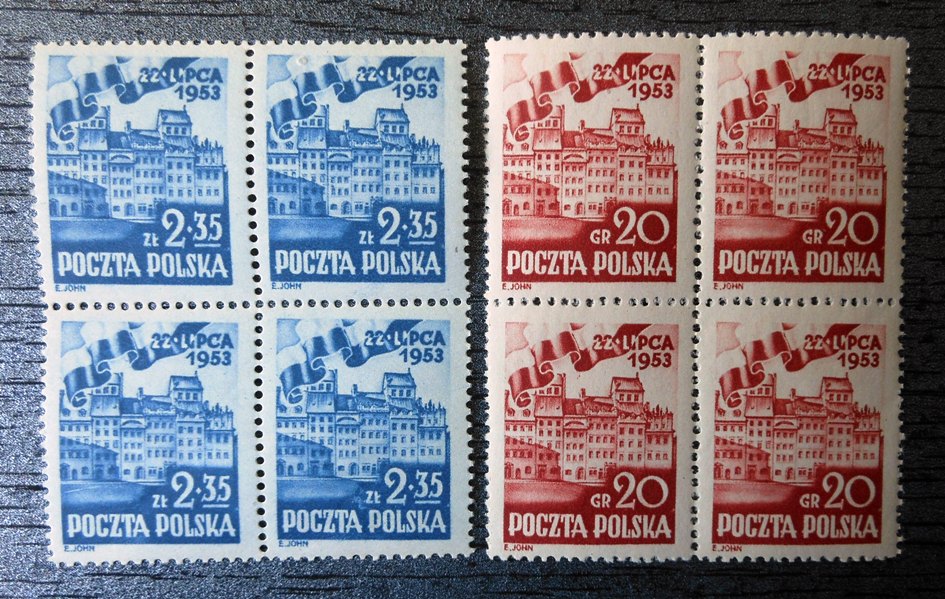 22·LIPCA
1953
ZŁ 2·35
POCZTA POLSKA
E.JOHN
22·LIPCA
1953
ZŁ 2·35
POCZTA POLSKA
E.JOHN
22·LIPCA
1953
GR 20
POCZTA POLSKA
E.JOHN
22·LIPCA
1953
GR 20
POCZTA POLSKA
E.JOHN
22·LIPCA
1953
ZŁ 2·35
POCZTA POLSKA
E.JOHN
22·LIPCA
1953
ZŁ 2·35
POCZTA POLSKA
E.JOHN
22·LIPCA
1953
GR 20
POCZTA POLSKA
E.JOHN
22·LIPCA
1953
GR 20
POCZTA POLSKA
E.JOHN